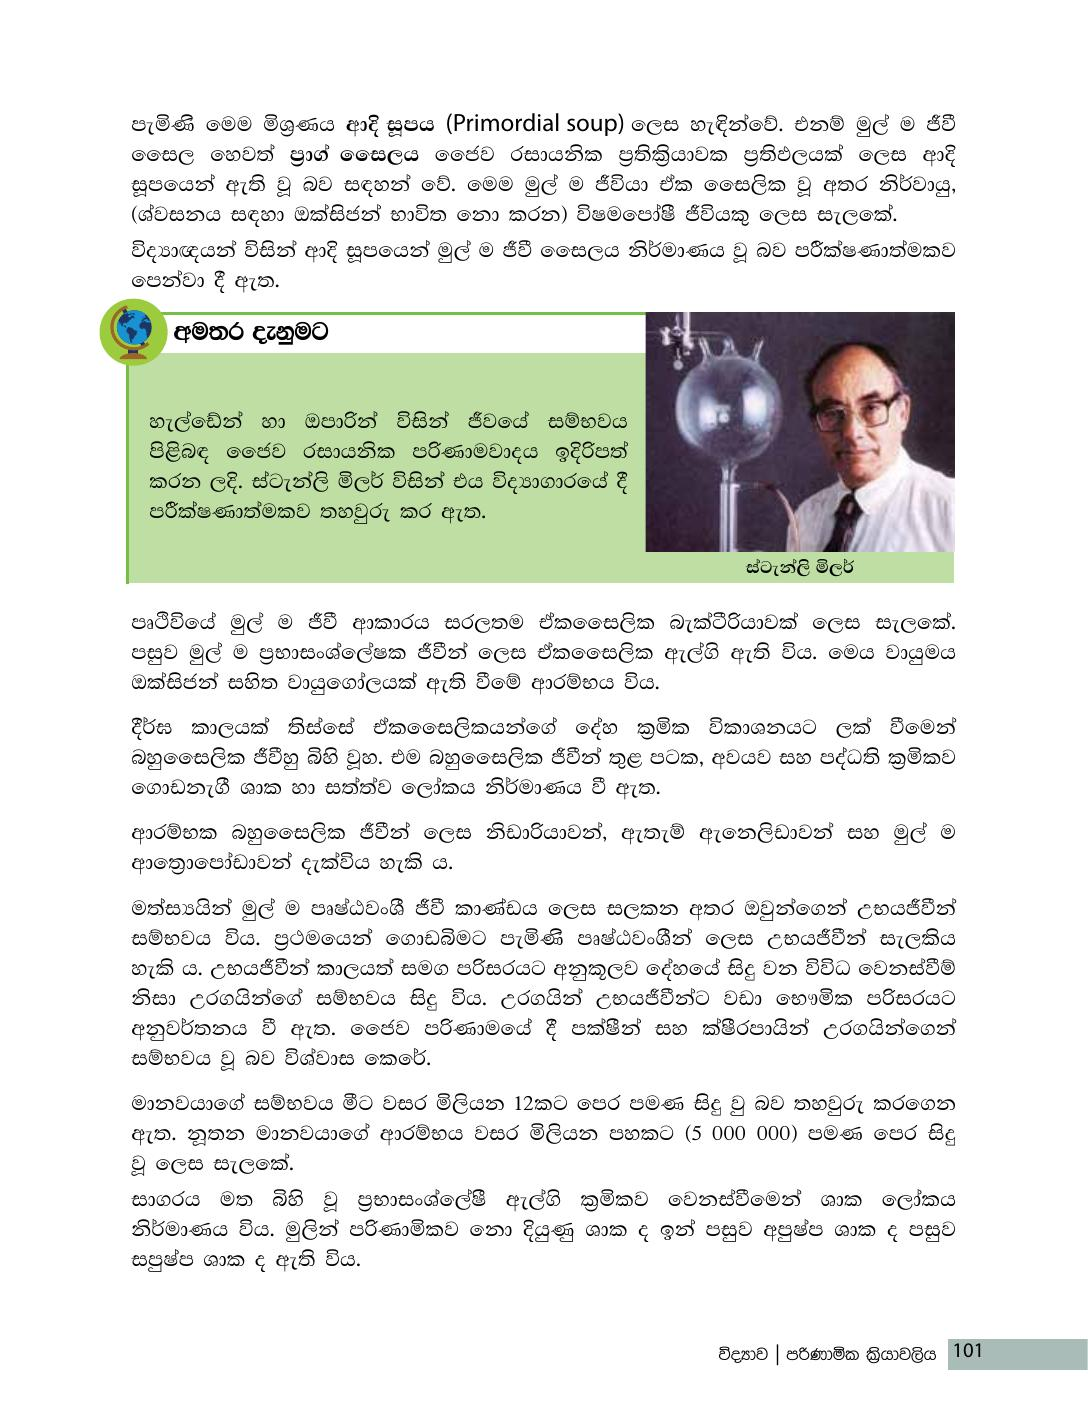 පැමිණි මෙම මිශ්‍රණය ආදි සූපය (Primordial soup) ලෙස හැඳින්වේ. එනම් මුල් ම ජීවී
සෛල හෙවත් ප්‍රාග් සෛලය ජෛව රසායනික ප්‍රතික්‍රියාවක ප්‍රතිඵලයක් ලෙස ආදි
සූපයෙන් ඇති වූ බව සඳහන් වේ. මෙම මුල් ම ජීවියා ඒක සෛලික වූ අතර නිර්වායු,
(ශ්වසනය සඳහා ඔක්සිජන් භාවිත නො කරන) විෂමපෝෂී ජීවියකු ලෙස සැලකේ.
විද්‍යාඥයන් විසින් ආදි සූපයෙන් මුල් ම ජීවී සෛලය නිර්මාණය වූ බව පරීක්ෂණාත්මකව
පෙන්වා දී ඇත.
අමතර දැනුමට
හැල්ඩේන් හා ඔපාරින් විසින් ජීවයේ සම්භවය
පිළිබඳ ජෛව රසායනික පරිණාමවාදය ඉදිරිපත්
කරන ලදි. ස්ටැන්ලි මිලර් විසින් එය විද්‍යාගාරයේ දී
පරීක්ෂණාත්මකව තහවුරු කර ඇත.
ස්ටැන්ලි මිලර්
පෘථිවියේ මුල් ම ජීවී ආකාරය සරලතම ඒකසෛලික බැක්ටීරියාවක් ලෙස සැලකේ.
පසුව මුල් ම ප්‍රභාසංශ්ලේෂක ජීවීන් ලෙස ඒකසෛලික ඇල්ගි ඇති විය. මෙය වායුමය
ඔක්සිජන් සහිත වායුගෝලයක් ඇති වීමේ ආරම්භය විය.
දීර්ඝ කාලයක් තිස්සේ ඒකසෛලිකයන්ගේ දේහ ක්‍රමික විකාශනයට ලක් වීමෙන්
බහුසෛලික ජීවීහු බිහි වූහ. එම බහුසෛලික ජීවීන් තුළ පටක, අවයව සහ පද්ධති ක්‍රමිකව
ගොඩනැගී ශාක හා සත්ත්ව ලෝකය නිර්මාණය වී ඇත.
ආරම්භක බහුසෛලික ජීවීන් ලෙස නිඩාරියාවන්, ඇතැම් ඇනෙලිඩාවන් සහ මුල් ම
ආත්‍රොපෝඩාවන් දැක්විය හැකි ය.
මත්ස්‍යයින් මුල් ම පෘෂ්ඨවංශී ජීවී කාණ්ඩය ලෙස සලකන අතර ඔවුන්ගෙන් උභයජීවීන්
සම්භවය විය. ප්‍රථමයෙන් ගොඩබිමට පැමිණි පෘෂ්ඨවංශීන් ලෙස උභයජීවීන් සැලකිය
හැකි ය. උභයජීවීන් කාලයත් සමග පරිසරයට අනුකූලව දේහයේ සිදු වන විවිධ වෙනස්වීම්
නිසා උරගයින්ගේ සම්භවය සිදු විය. උරගයින් උභයජීවීන්ට වඩා භෞමික පරිසරයට
අනුවර්තනය වී ඇත. ජෛව පරිණාමයේ දී පක්ෂීන් සහ ක්ෂීරපායින් උරගයින්ගෙන්
සම්භවය වූ බව විශ්වාස කෙරේ.
මානවයාගේ සම්භවය මීට වසර මිලියන 12කට පෙර පමණ සිදු වු බව තහවුරු කරගෙන
ඇත. නූතන මානවයාගේ ආරම්භය වසර මිලියන පහකට (5 000 000) පමණ පෙර සිදු
වූ ලෙස සැලකේ.
සාගරය මත බිහි වූ ප්‍රභාසංශ්ලේෂී ඇල්ගි ක්‍රමිකව වෙනස්වීමෙන් ශාක ලෝකය
නිර්මාණය විය. මුලින් පරිණාමිකව නො දියුණු ශාක ද ඉන් පසුව අපුෂ්ප ශාක ද පසුව
සපුෂ්ප ශාක ද ඇති විය.
විද්‍යාව | පරිණාමික ක්‍රියාවලිය 101